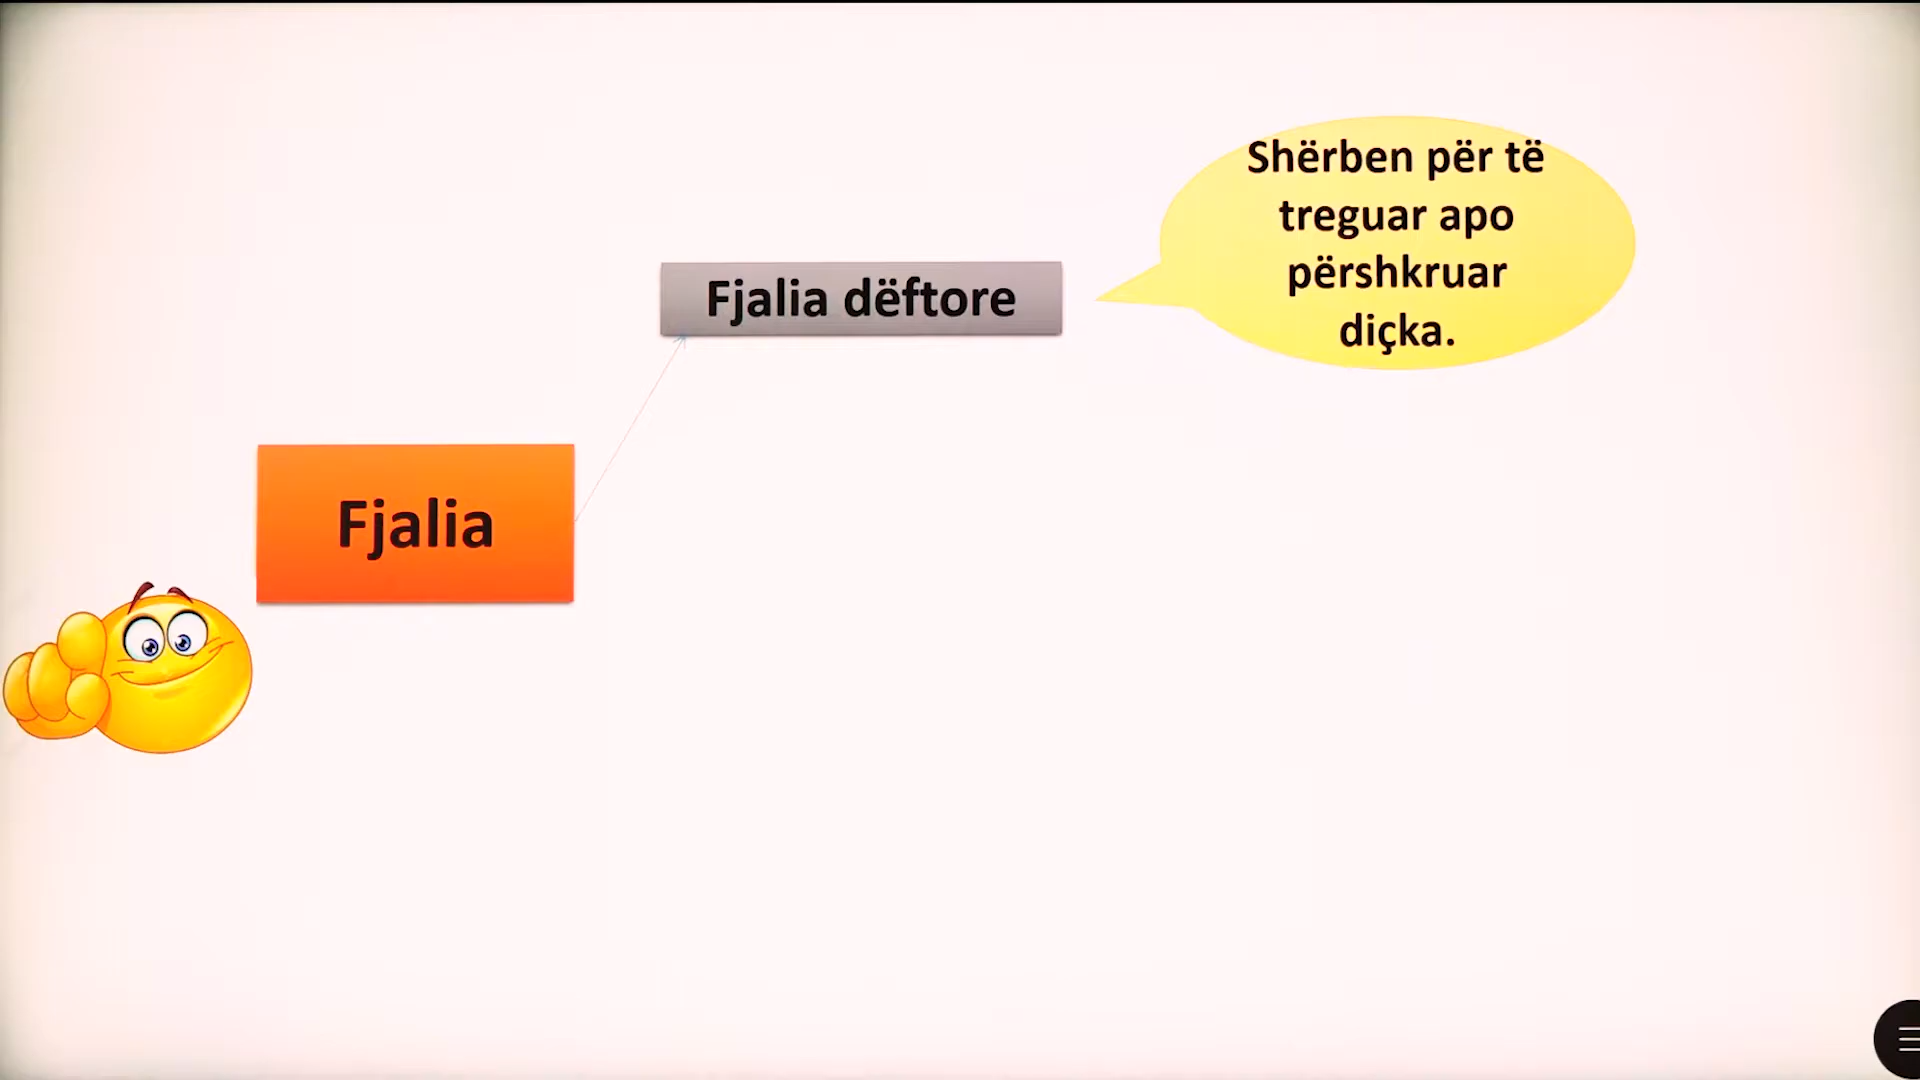 Shërben për të
treguar apo
përshkruar
diçka.
Fjalia dëftore
Fjalia